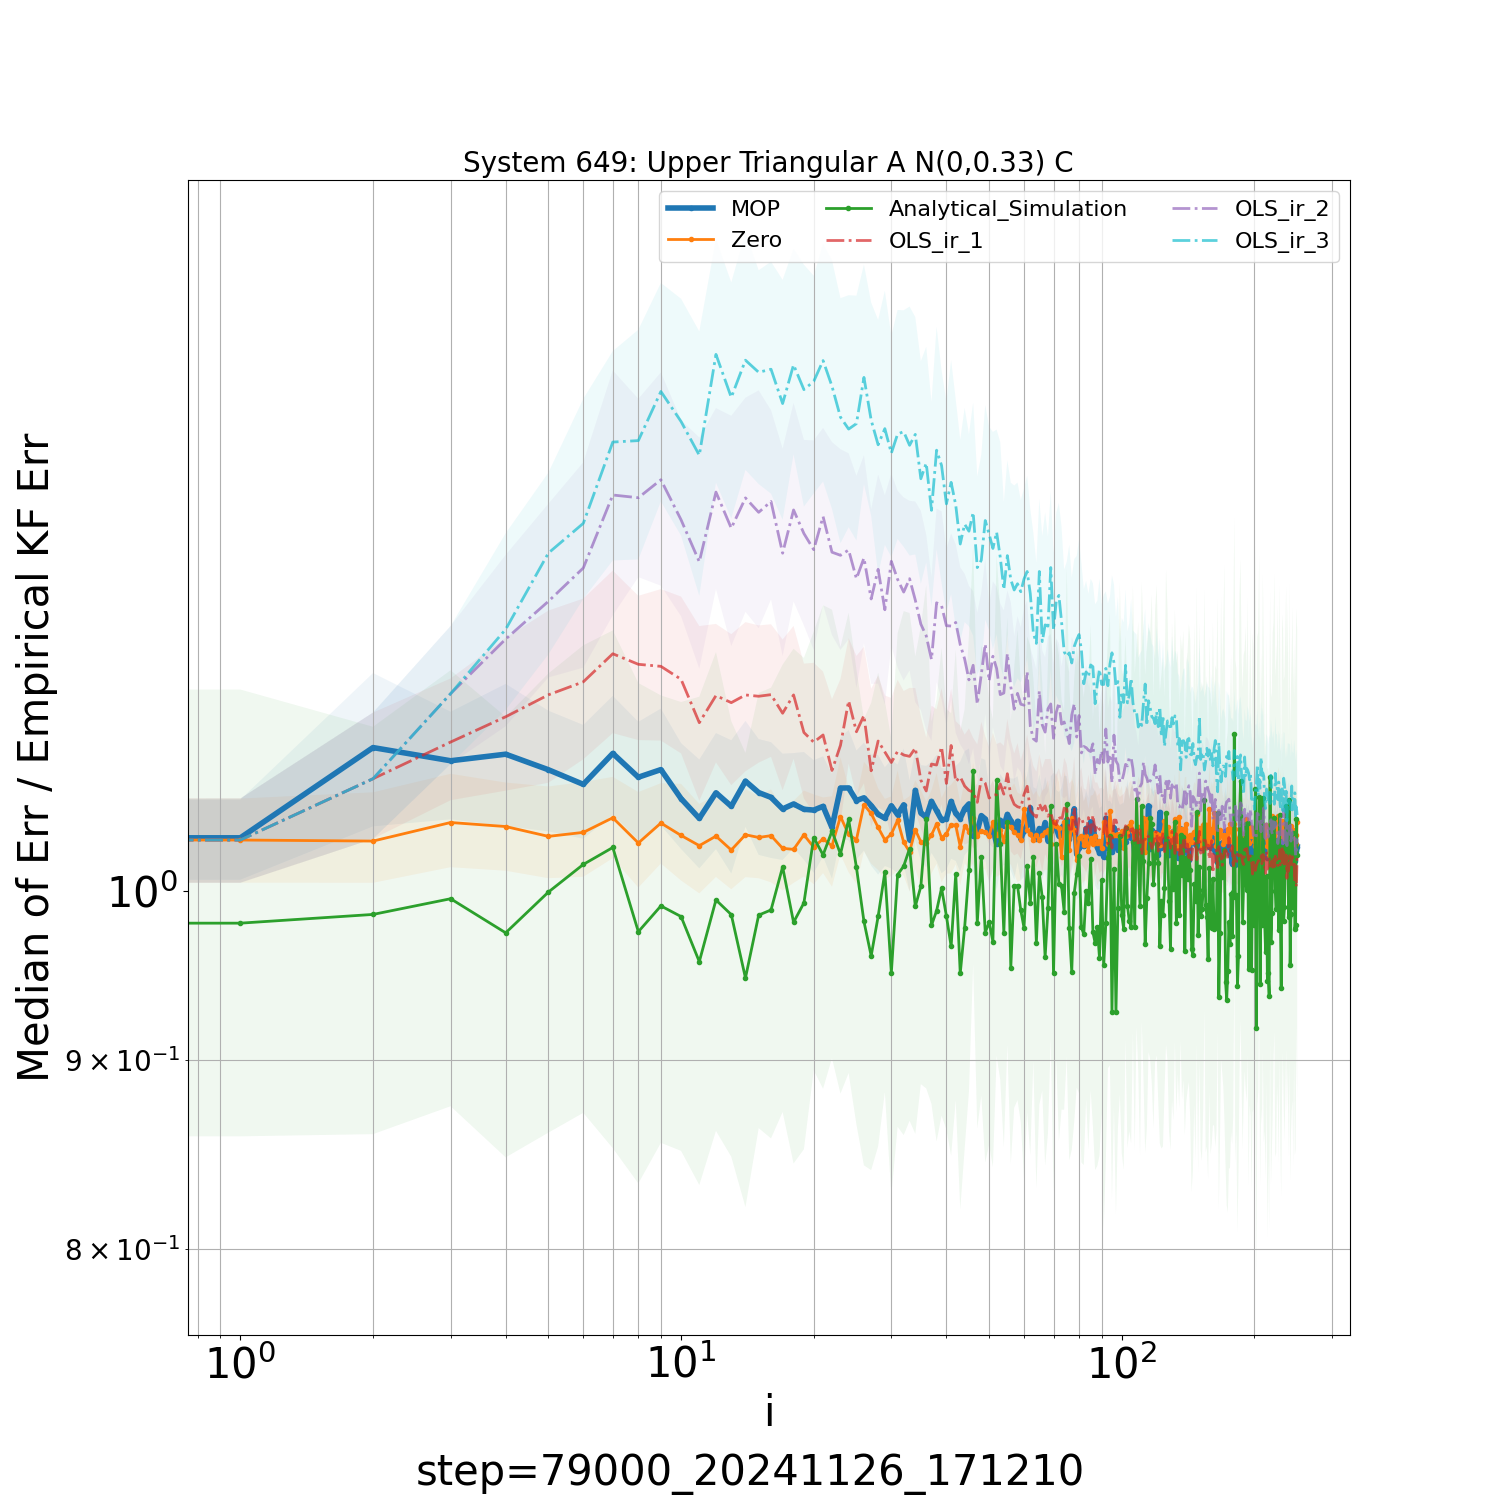 System 649: Upper Triangular A N(0,0.33) C
MOP
Zero
Analytical_Simulation
OLS_ir_1
OLS_ir_2
OLS_ir_3
Median of Err / Empirical KF Err
10⁰
9 × 10⁻¹
8 × 10⁻¹
10⁰
10¹
10²
i
step=79000_20241126_171210